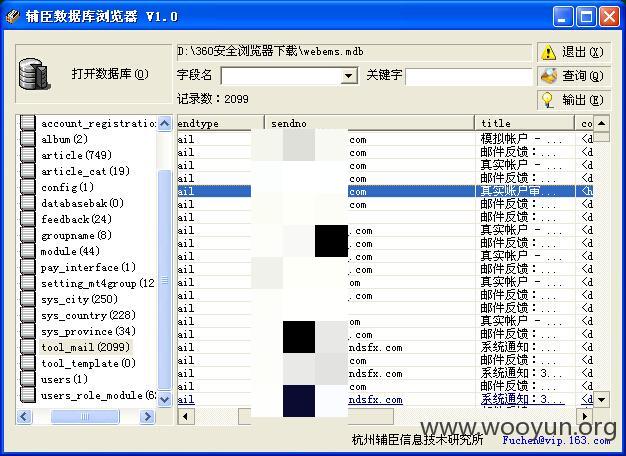 辅臣数据库浏览器 V1.0
打开数据库(O)
D:\360安全浏览器下载\webems.mdb
退出(X)
字段名
关键字
查询(Q)
记录数：2099
输出(E)
account_registration
album(2)
article(749)
article_cat(19)
config(1)
databasebak(0)
feedback(24)
groupname(8)
module(44)
pay_interface(1)
setting_mt4group(12
sys_city(250)
sys_country(228)
sys_province(34)
tool_mail(2099)
tool_template(0)
users(1)
users_role_module(63
endtype sendno title co
ail com 模拟帐户 - ... <d
ail com 邮件反馈：... <d
ail com 真实帐户 - ... <d
ail com 邮件反馈：... <d
ail com 真实账户审... <h
ail com 邮件反馈：... <d
ail 邮件反馈：... <d
ail . com 真实帐户 - ... <d
ail . com 邮件反馈：... <d
ail com 真实帐户 - ... <d
ail . com 邮件反馈：... <d
ail om 真实帐户 - ... <d
ail com 邮件反馈：... <d
ail 邮件反馈：... <d
ail com 真实帐户 - ... <d
ail . com 邮件反馈：... <d
ail ndsfx.com 系统通知：3... <d
ail . com 邮件反馈：... <d
ail ndsfx.com 系统通知：3... <d
ail com 邮件反馈：... <d
ail ndsfx.com 系统通知：3... <d
www.wooyun.org
杭州辅臣信息技术研究所 Fuchen@vip.163.com